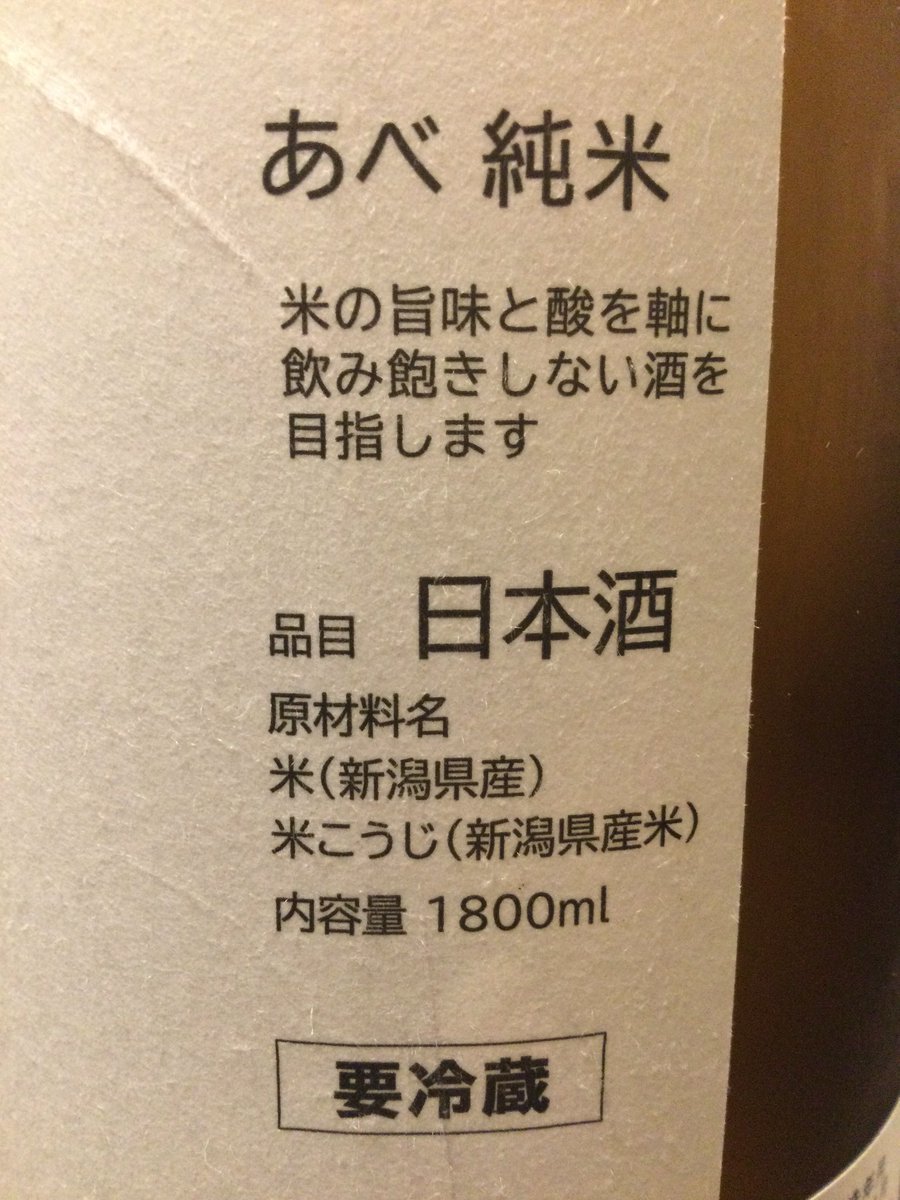 あべ 純米
米の旨味と酸を軸に
飲み飽きしない酒を
目指します
品目 日本酒
原材料名
米(新潟県産)
米こうじ(新潟県産米)
内容量 1800ml
要冷蔵